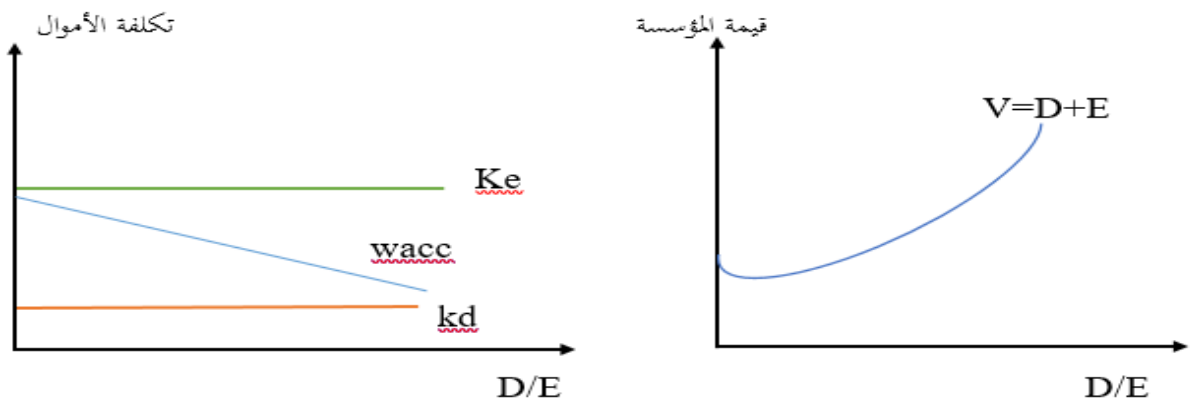 تكلفة الأموال
Ke
wacc
kd
D/E
قيمة المؤسسة
V=D+E
D/E